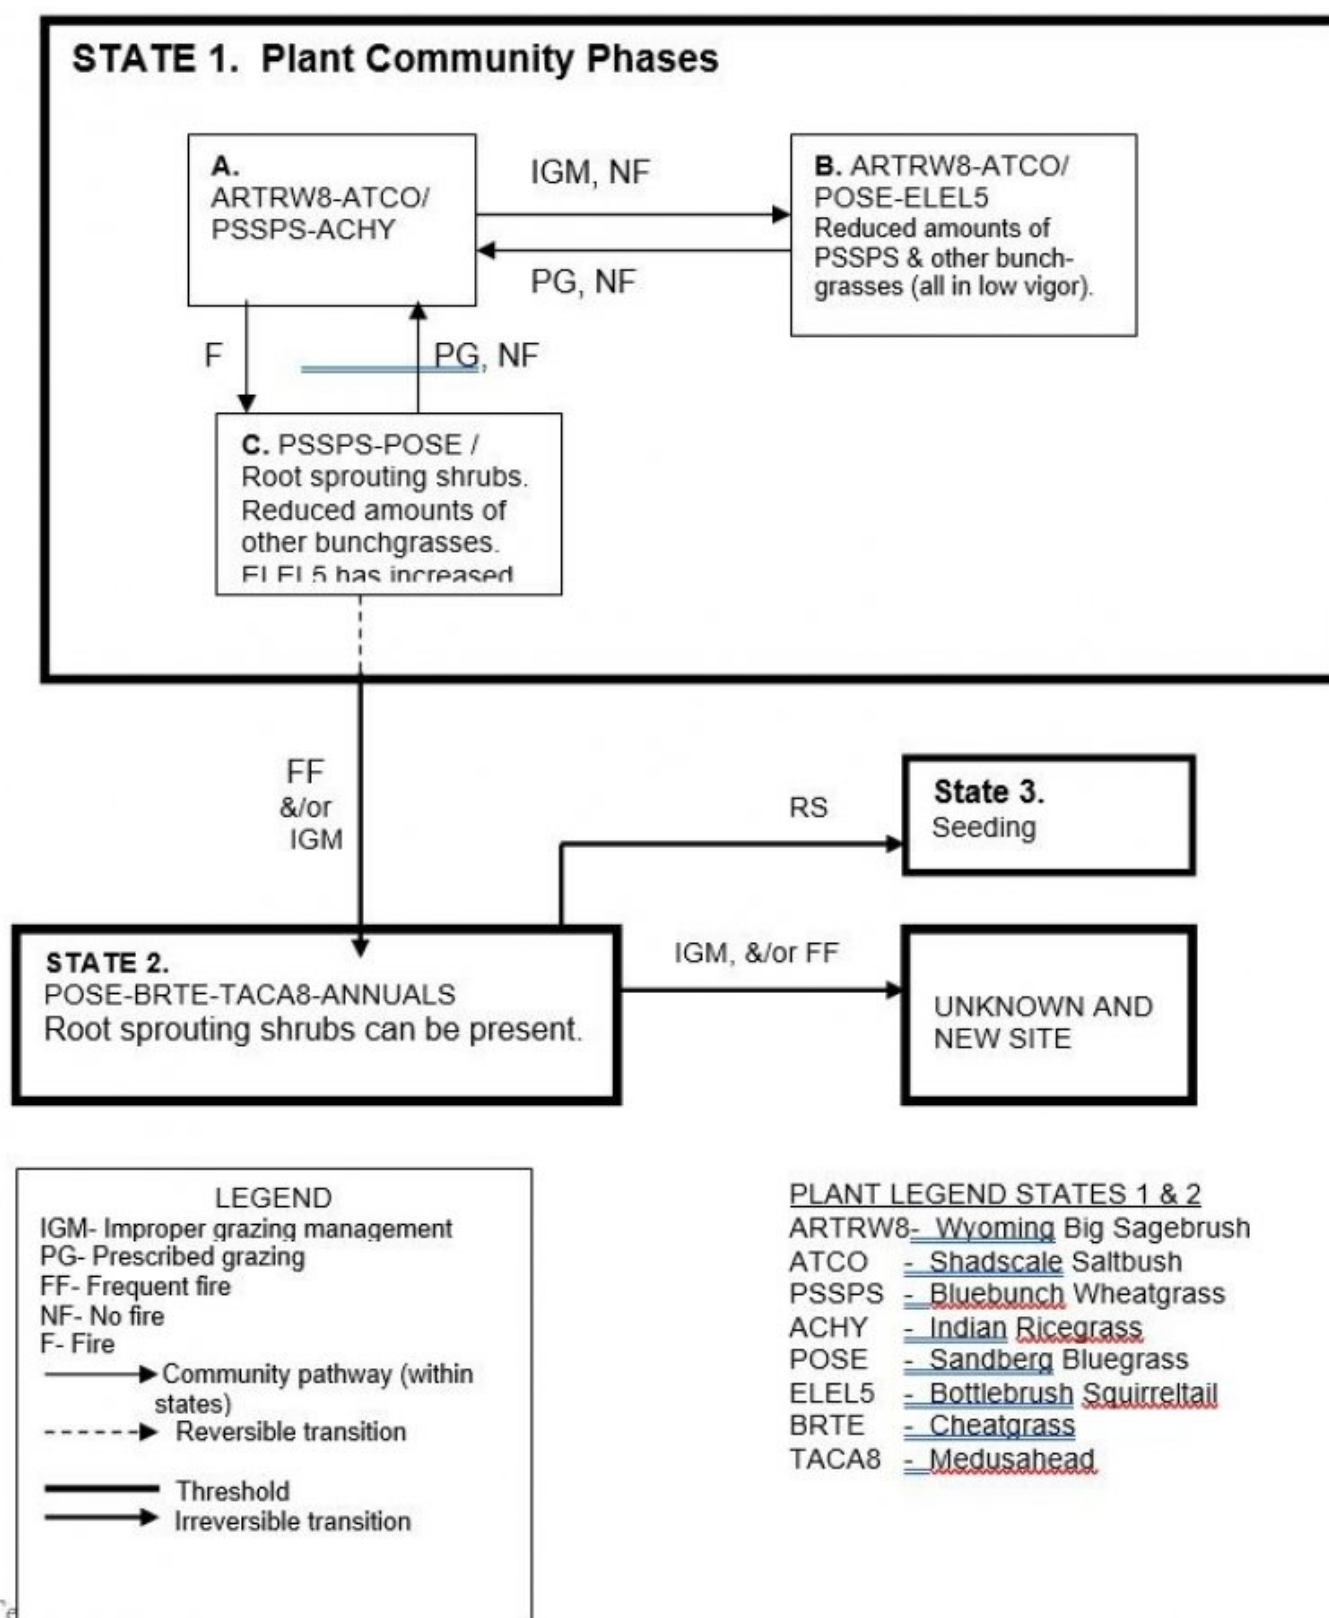 STATE 1. Plant Community Phases
A.
ARTRW8-ATCO/
PSSPS-ACHY
IGM, NF
PG, NF
B. ARTRW8-ATCO/
POSE-ELEL5
Reduced amounts of
PSSPS & other bunch-
grasses (all in low vigor).
F
PG, NF
C. PSSPS-POSE /
Root sprouting shrubs.
Reduced amounts of
other bunchgrasses.
ELEL5 has increased
FF
&/or
IGM
RS
State 3.
Seeding
STATE 2.
POSE-BRTE-TACA8-ANNUALS
Root sprouting shrubs can be present.
IGM, &/or FF
UNKNOWN AND
NEW SITE
LEGEND
IGM- Improper grazing management
PG- Prescribed grazing
FF- Frequent fire
NF- No fire
F- Fire
Community pathway (within
states)
Reversible transition
Threshold
Irreversible transition
PLANT LEGEND STATES 1 & 2
ARTRW8- Wyoming Big Sagebrush
ATCO - Shadscale Saltbush
PSSPS - Bluebunch Wheatgrass
ACHY - Indian Ricegrass
POSE - Sandberg Bluegrass
ELEL5 - Bottlebrush Squirreltail
BRTE - Cheatgrass
TACA8 - Medusahead